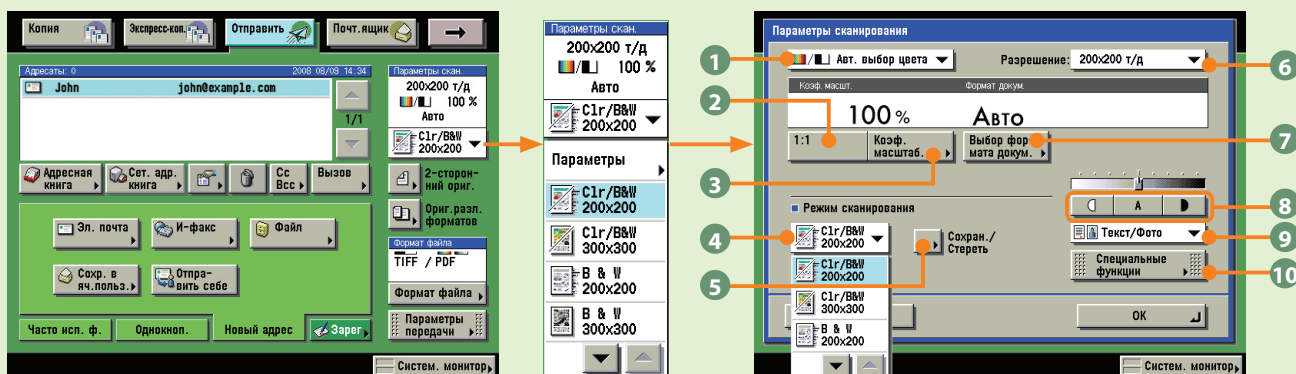 Копия
Экспресс-коп.
Отправить
Почт.ящик
Адресаты: 0
2008 08/09 14:34
John
john@example.com
1/1
Параметры скан.
200x200 т/д
100 %
Авто
Clr/B&W
200x200
Адресная
книга
Сет. адр.
книга
Cc
Bcc
Вызов
2-сторон-
ний ориг.
Ориг.разл.
форматов
Эл. почта
И-факс
Файл
Сохр. в
яч.польз.
Отпра-
вить себе
Формат файла
TIFF / PDF
Формат файла
Параметры
передачи
Часто исп. ф.
Однокноп.
Новый адрес
Зарег.
Систем. монитор
Параметры скан.
200x200 т/д
100 %
Авто
Clr/B&W
200x200
Параметры
Clr/B&W
200x200
Clr/B&W
300x300
B & W
200x200
B & W
300x300
Параметры сканирования
1
Авт. выбор цвета
Разрешение:
200x200 т/д
6
Коэф. масшт.
Формат докум.
2
100 %
Авто
1:1
Коэф.
масштаб.
Выбор фор
мата докум.
7
3
Режим сканирования
A
8
4
Clr/B&W
200x200
Сохран./
Стереть
5
Текст/Фото
9
Clr/B&W
200x200
Специальные
функции
10
Clr/B&W
300x300
B & W
200x200
OK
Систем. монитор